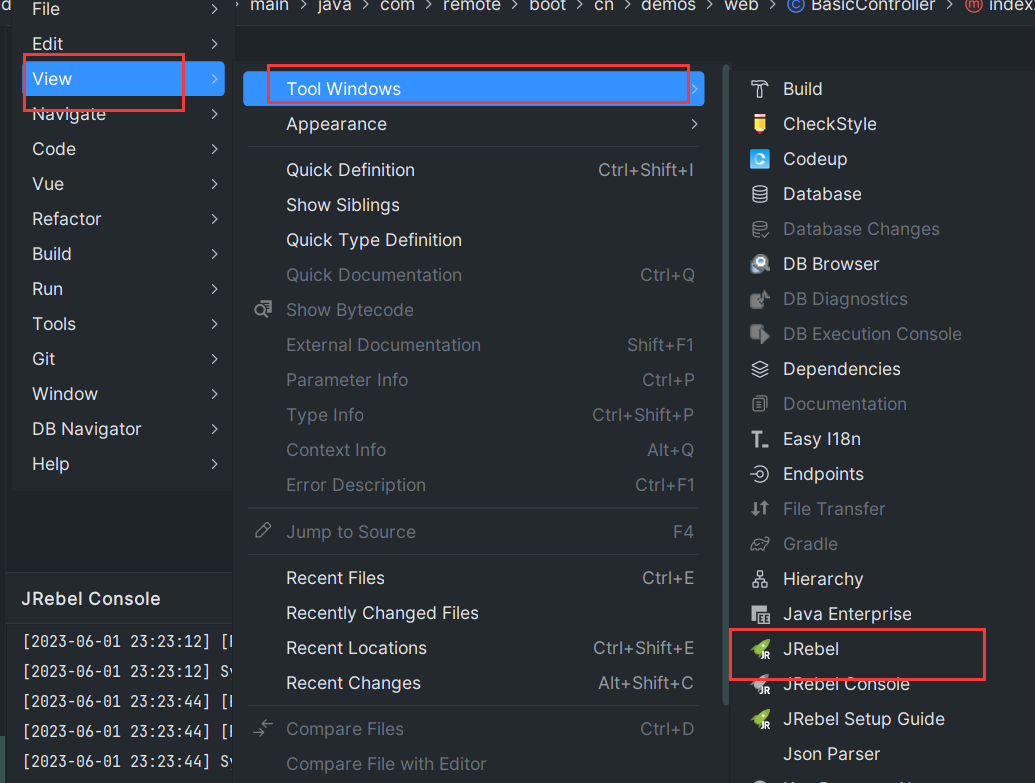 main > java > com > remote > boot > cn > demos > web > BasicController >
File
Edit
View
Navigate
Code
Vue
Refactor
Build
Run
Tools
Git
Window
DB Navigator
Help
Tool Windows
Appearance
Quick Definition Ctrl+Shift+I
Show Siblings
Quick Type Definition
Quick Documentation Ctrl+Q
Show Bytecode
External Documentation Shift+F1
Parameter Info Ctrl+P
Type Info Ctrl+Shift+P
Context Info Alt+Q
Error Description Ctrl+F1
Jump to Source F4
Recent Files Ctrl+E
Recently Changed Files
Recent Locations Ctrl+Shift+E
Recent Changes Alt+Shift+C
Compare Files Ctrl+D
Compare File with Editor
Build
CheckStyle
Codeup
Database
Database Changes
DB Browser
DB Diagnostics
DB Execution Console
Dependencies
Documentation
Easy I18n
Endpoints
File Transfer
Gradle
Hierarchy
Java Enterprise
JRebel
JRebel Console
JRebel Setup Guide
Json Parser
JRebel Console
[2023-06-01 23:23:12]
[2023-06-01 23:23:12]
[2023-06-01 23:23:44]
[2023-06-01 23:23:44]
[2023-06-01 23:23:44]